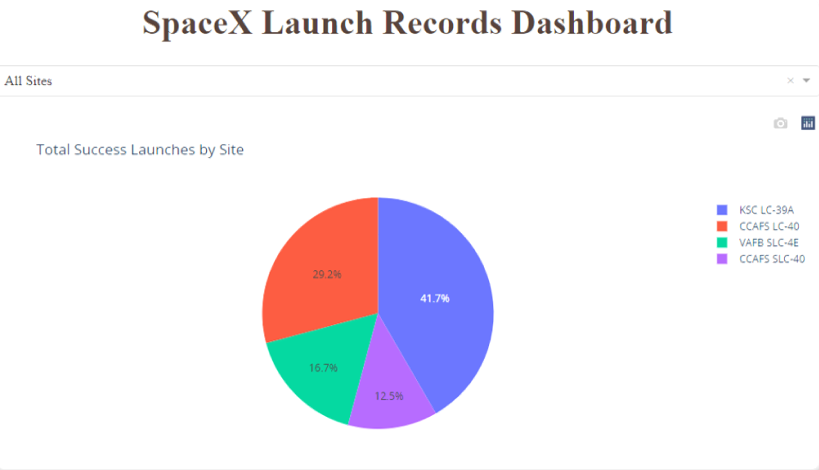 SpaceX Launch Records Dashboard
All Sites
Total Success Launches by Site
KSC LC-39A
CCAFS LC-40
VAFB SLC-4E
CCAFS SLC-40
29.2%
41.7%
16.7%
12.5%